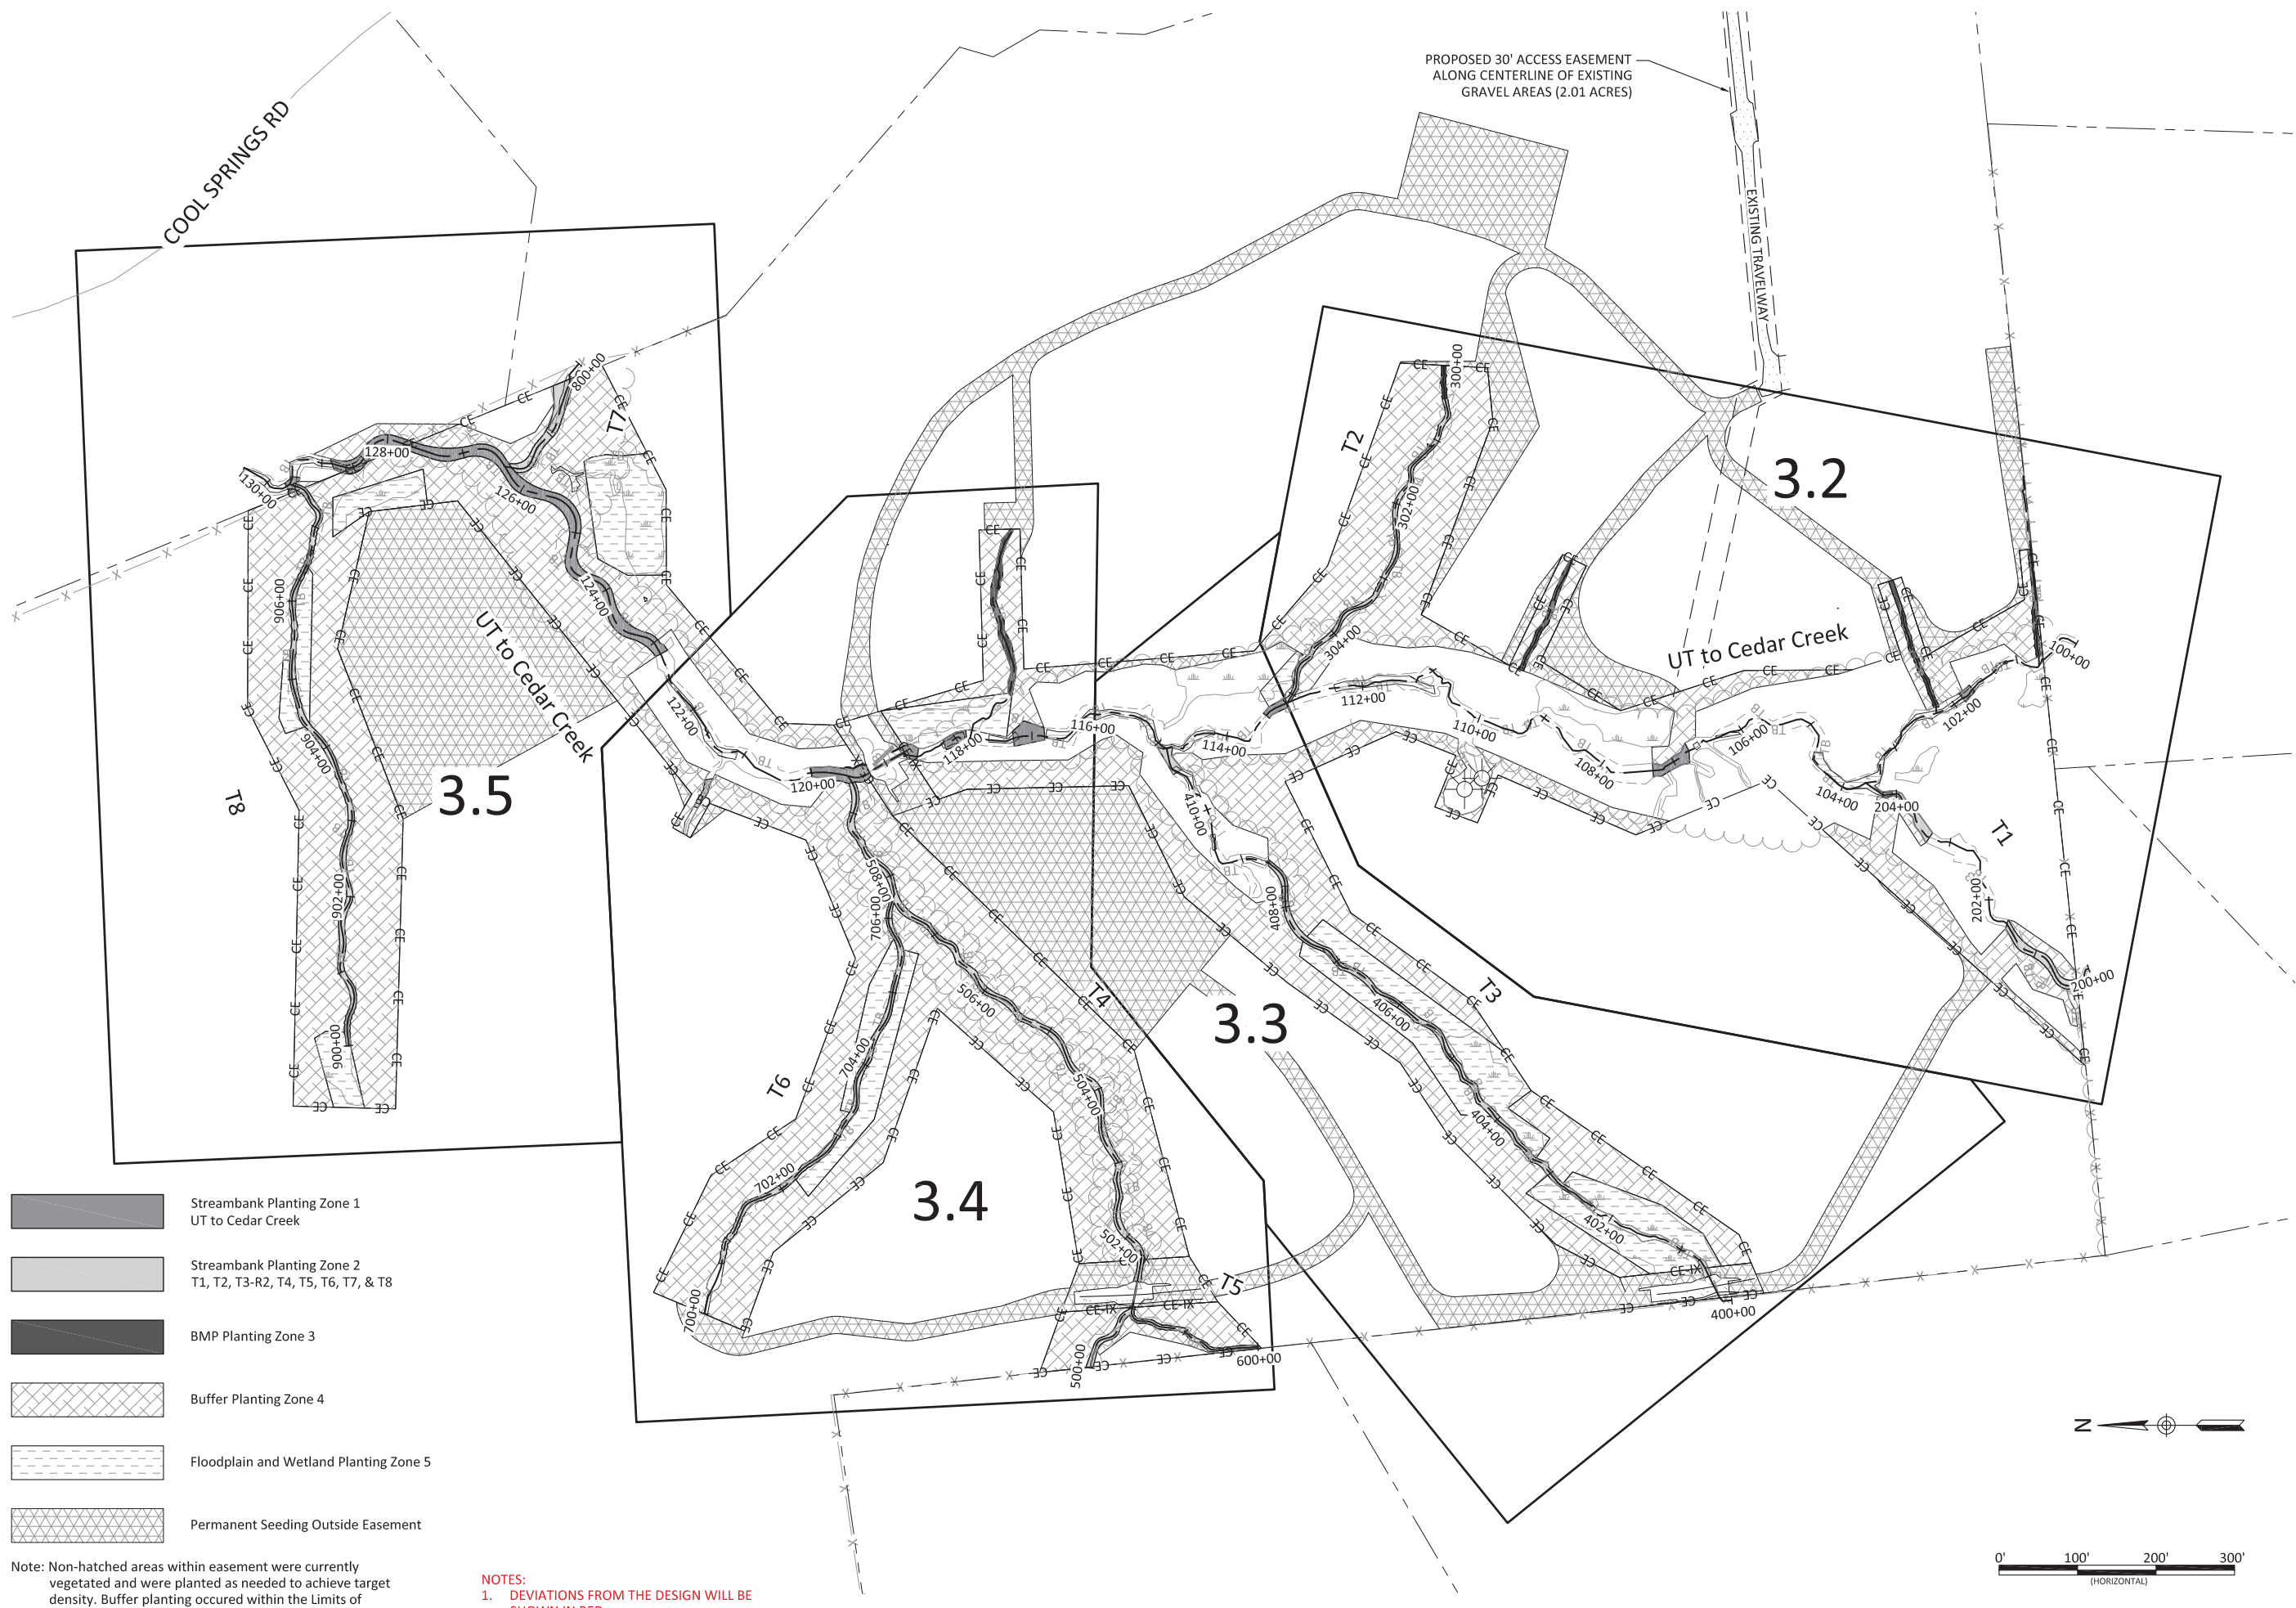 COOL SPRINGS RD
PROPOSED 30' ACCESS EASEMENT
ALONG CENTERLINE OF EXISTING
GRAVEL AREAS (2.01 ACRES)
EXISTING TRAVELWAY
3.2
3.3
3.4
3.5
UT to Cedar Creek
UT to Cedar Creek
T1
T2
T3
T4
T5
T6
T7
T8
100+00
102+00
104+00
106+00
108+00
110+00
112+00
114+00
116+00
118+00
120+00
122+00
124+00
126+00
128+00
130+00
200+00
202+00
204+00
300+00
302+00
304+00
400+00
402+00
404+00
406+00
408+00
410+00
500+00
502+00
504+00
506+00
508+00
600+00
700+00
702+00
704+00
706+00
800+00
900+00
902+00
904+00
906+00
CE
TB
CE-IX
CE-IX
CE-IX
Streambank Planting Zone 1
UT to Cedar Creek
Streambank Planting Zone 2
T1, T2, T3-R2, T4, T5, T6, T7, & T8
BMP Planting Zone 3
Buffer Planting Zone 4
Floodplain and Wetland Planting Zone 5
Permanent Seeding Outside Easement
Note: Non-hatched areas within easement were currently
vegetated and were planted as needed to achieve target
density. Buffer planting occured within the Limits of
NOTES:
1. DEVIATIONS FROM THE DESIGN WILL BE
N
0' 100' 200' 300'
(HORIZONTAL)